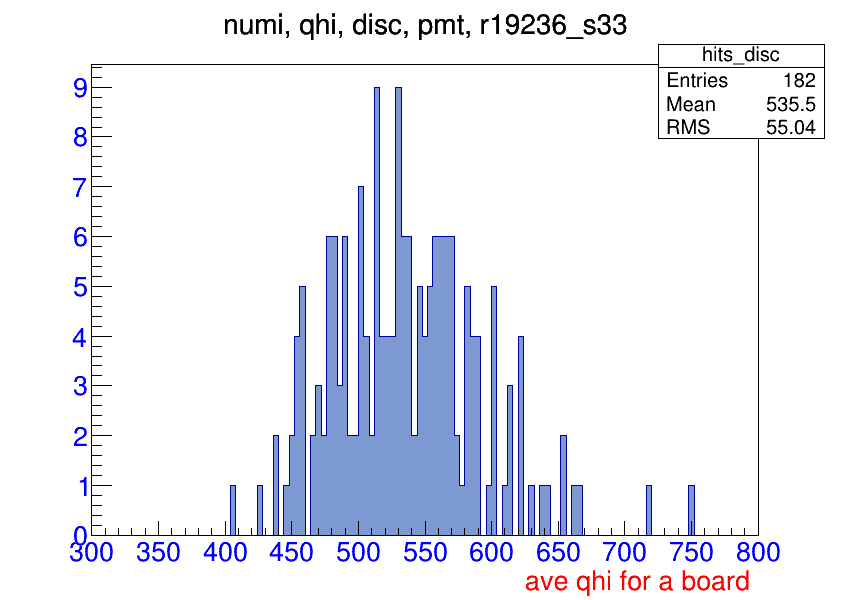 numi, qhi, disc, pmt, r19236_s33
hits_disc
Entries 182
Mean 535.5
RMS 55.04
9
8
7
6
5
4
3
2
1
0
300 350 400 450 500 550 600 650 700 750 800
ave qhi for a board